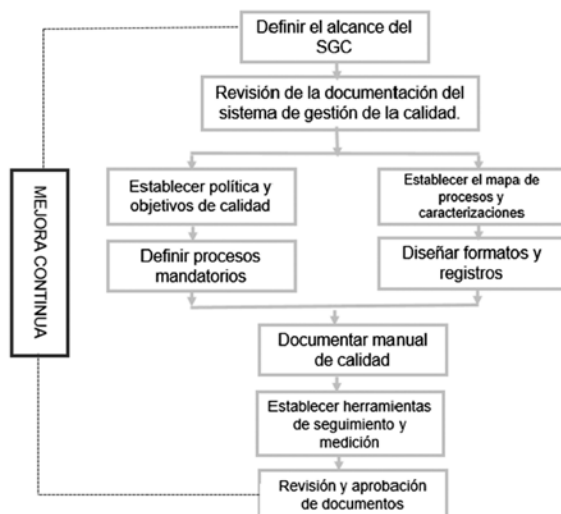 Definir el alcance del
SGC
Revisión de la documentación del
sistema de gestión de la calidad.
MEJORA CONTINUA
Establecer política y
objetivos de calidad
Establecer el mapa de
procesos y
caracterizaciones
Definir procesos
mandatorios
Diseñar formatos y
registros
Documentar manual
de calidad
Establecer herramientas
de seguimiento y
medición
Revisión y aprobación
de documentos